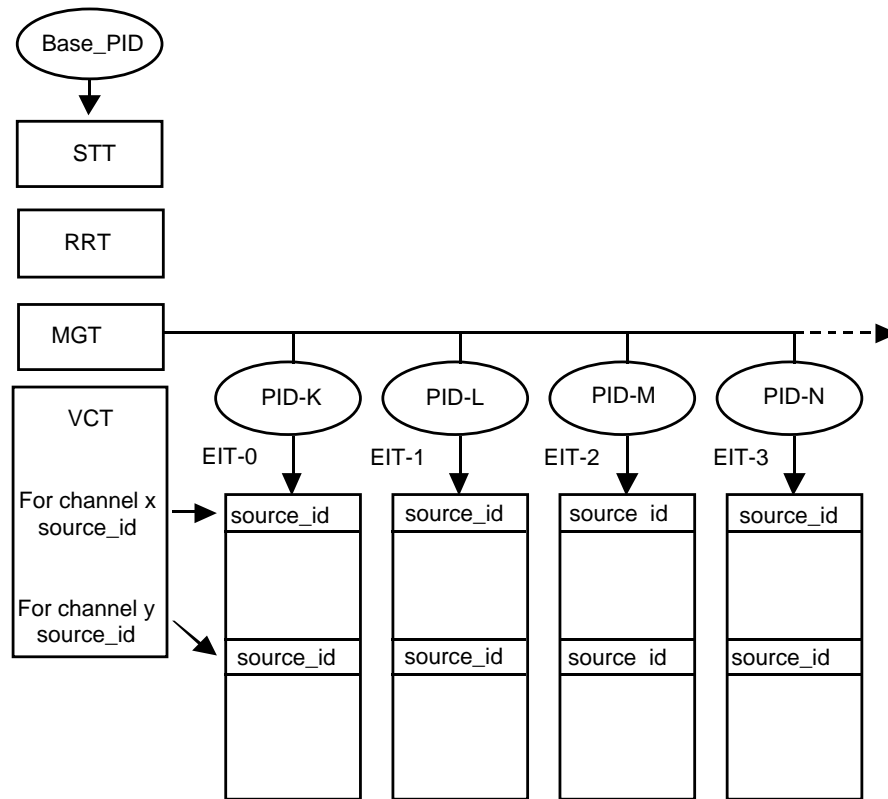 Base_PID
STT
RRT
MGT
PID-K
PID-L
PID-M
PID-N
VCT
EIT-0
EIT-1
EIT-2
EIT-3
For channel x
source_id
source_id
source_id
source id
source_id
For channel y
source_id
source_id
source_id
source id
source_id